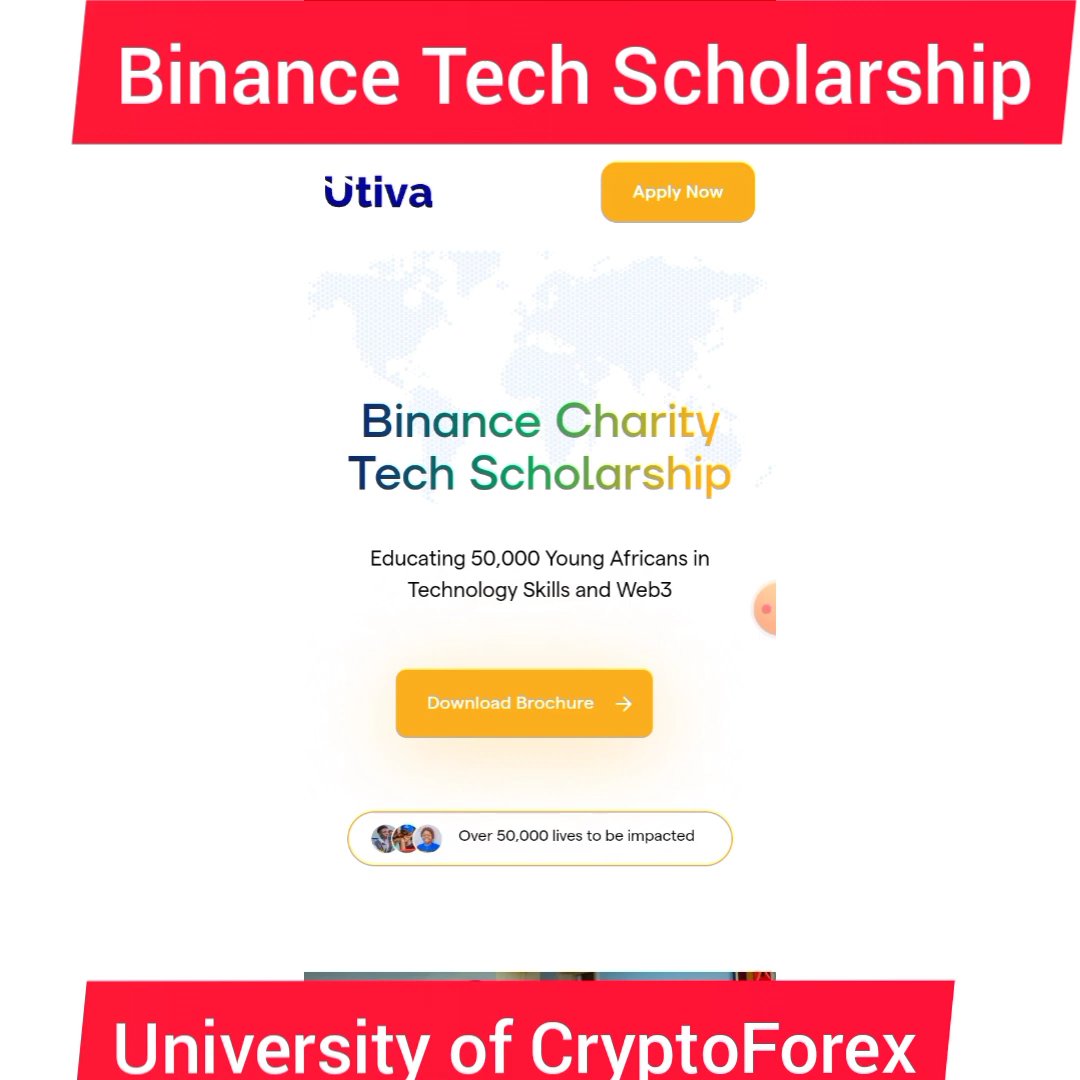 Binance Tech Scholarship
Utiva
Apply Now
Binance Charity
Tech Scholarship
Educating 50,000 Young Africans in
Technology Skills and Web3
Download Brochure
Over 50,000 lives to be impacted
University of CryptoForex